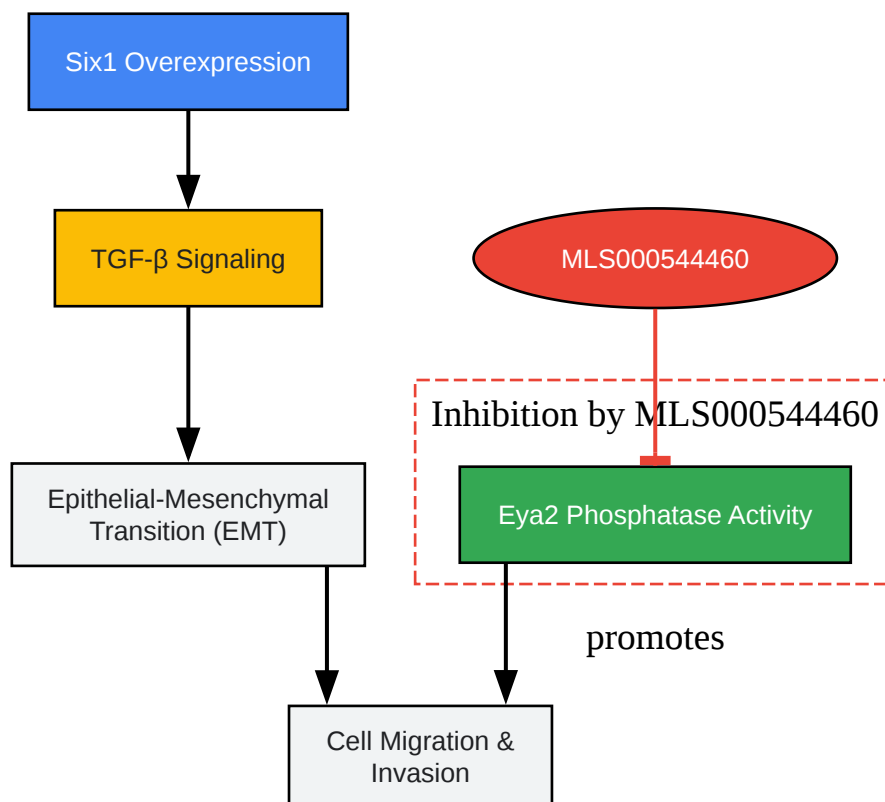 Six1 Overexpression
TGF-β Signaling
MLS000544460
Inhibition by MLS000544460
Epithelial-Mesenchymal
Transition (EMT)
Eya2 Phosphatase Activity
promotes
Cell Migration &
Invasion